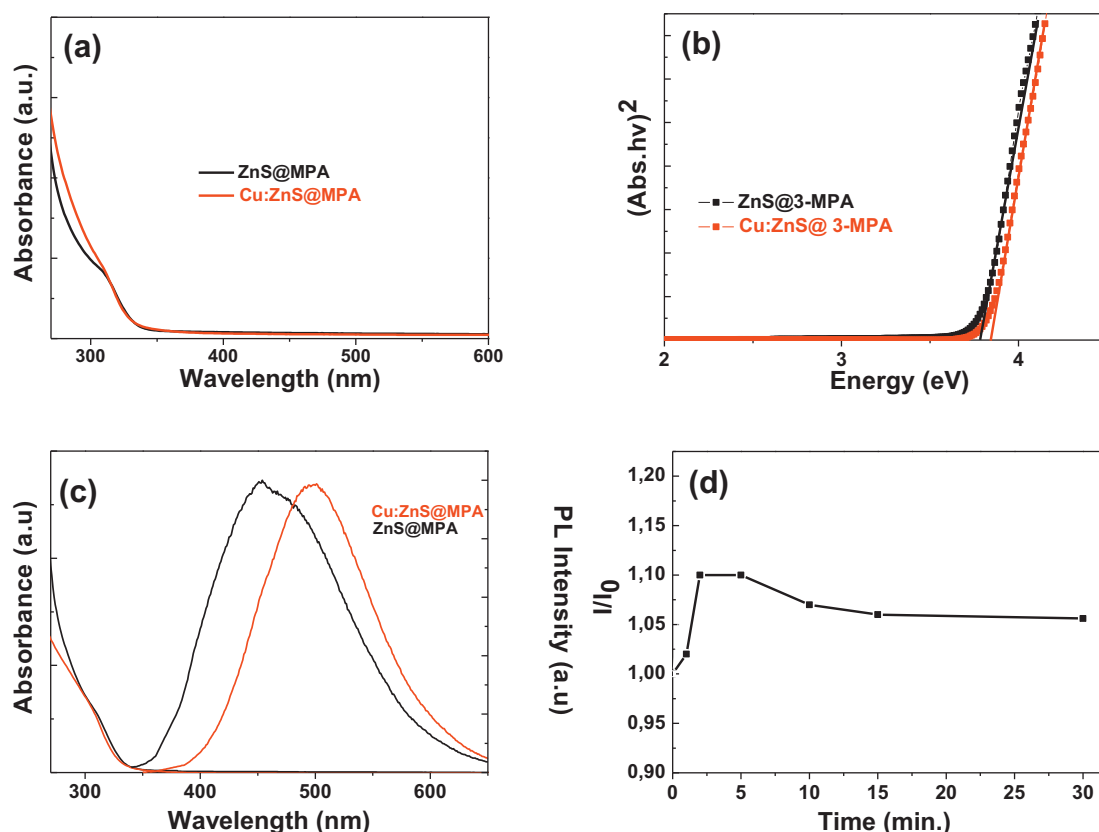 (a)
Absorbance (a.u.)
ZnS@MPA
Cu:ZnS@MPA
300 400 500 600
Wavelength (nm)
(b)
(Abs.hv)2
ZnS@3-MPA
Cu:ZnS@ 3-MPA
2 3 4
Energy (eV)
(c)
Absorbance (a.u)
Cu:ZnS@MPA
ZnS@MPA
PL Intensity (a.u)
300 400 500 600
Wavelength (nm)
(d)
I/I0
1,20
1,15
1,10
1,05
1,00
0,95
0,90
0 5 10 15 20 25 30
Time (min.)